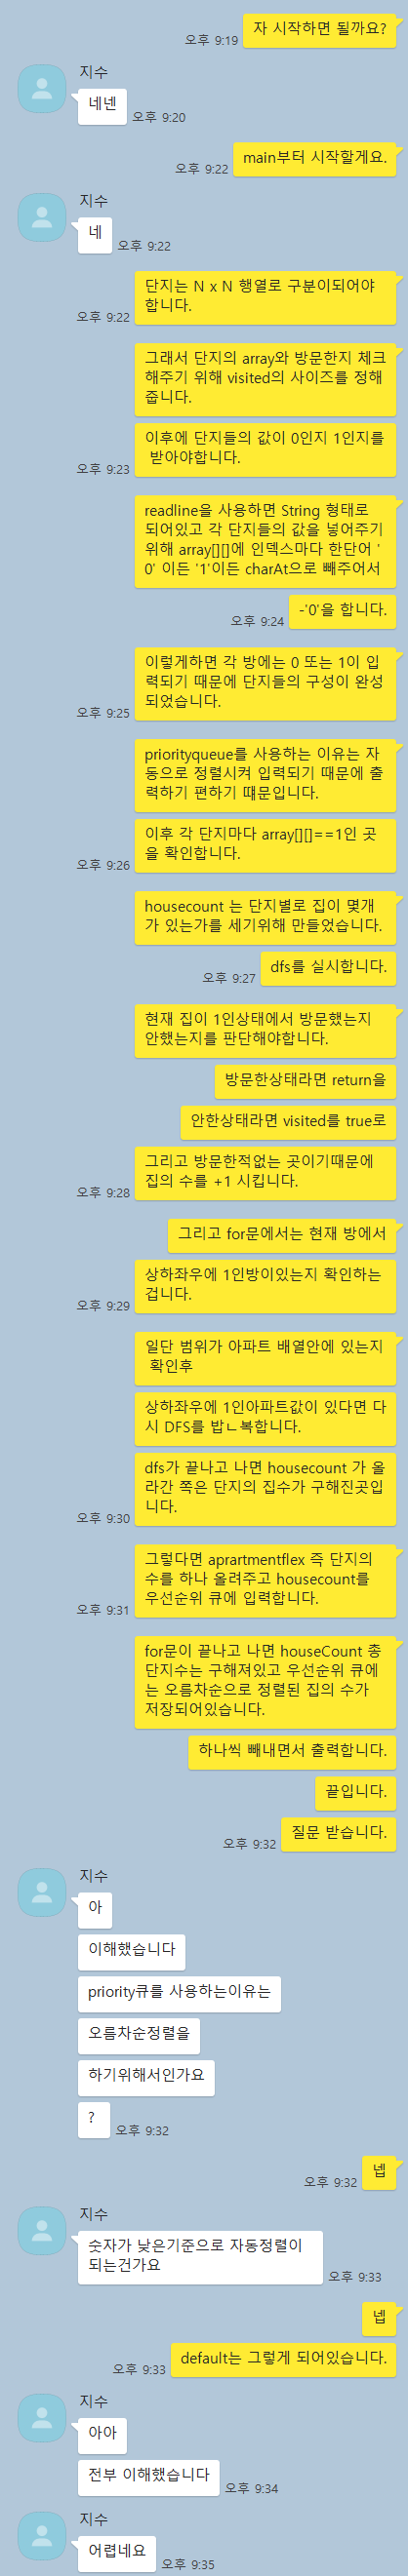 자 시작하면 될까요?
오후 9:19
지수
네넨
오후 9:20
main부터 시작할게요.
오후 9:22
지수
네
오후 9:22
단지는 N x N 행열로 구분이되어야
합니다.
오후 9:22
그래서 단지의 array와 방문한지 체크
해주기 위해 visited의 사이즈를 정해
줍니다.
이후에 단지들의 값이 0인지 1인지를
받아야합니다.
오후 9:23
readline을 사용하면 String 형태로
되어있고 각 단지들의 값을 넣어주기
위해 array[][]에 인덱스마다 한단어 '
0' 이든 '1'이든 charAt으로 빼주어서
-'0'을 합니다.
오후 9:24
이렇게하면 각 방에는 0 또는 1이 입
력되기 때문에 단지들의 구성이 완성
되었습니다.
오후 9:25
priorityqueue를 사용하는 이유는 자
동으로 정렬시켜 입력되기 때문에 출
력하기 편하기 떄문입니다.
이후 각 단지마다 array[][]==1인 곳
을 확인합니다.
오후 9:26
housecount 는 단지별로 집이 몇개
가 있는가를 세기위해 만들었습니다.
dfs를 실시합니다.
오후 9:27
현재 집이 1인상태에서 방문했는지
안했는지를 판단해야합니다.
방문한상태라면 return을
안한상태라면 visited를 true로
그리고 방문한적없는 곳이기때문에
집의 수를 +1 시킵니다.
오후 9:28
그리고 for문에서는 현재 방에서
상하좌우에 1인방이있는지 확인하는
겁니다.
오후 9:29
일단 범위가 아파트 배열안에 있는지
확인후
상하좌우에 1인아파트값이 있다면 다
시 DFS를 밥ㄴ복합니다.
dfs가 끝나고 나면 housecount 가 올
라간 쪽은 단지의 집수가 구해진곳입
니다.
오후 9:30
그렇다면 aprartmentflex 즉 단지의
수를 하나 올려주고 housecount를
우선순위 큐에 입력합니다.
오후 9:31
for문이 끝나고 나면 houseCount 총
단지수는 구해져있고 우선순위 큐에
는 오름차순으로 정렬된 집의 수가
저장되어있습니다.
하나씩 빼내면서 출력합니다.
끝입니다.
질문 받습니다.
오후 9:32
지수
아
이해했습니다
priority큐를 사용하는이유는
오름차순정렬을
하기위해서인가요
?
오후 9:32
넵
오후 9:32
지수
숫자가 낮은기준으로 자동정렬이
되는건가요
오후 9:33
넵
default는 그렇게 되어있습니다.
오후 9:33
지수
아아
전부 이해했습니다
오후 9:34
지수
어렵네요
오후 9:35